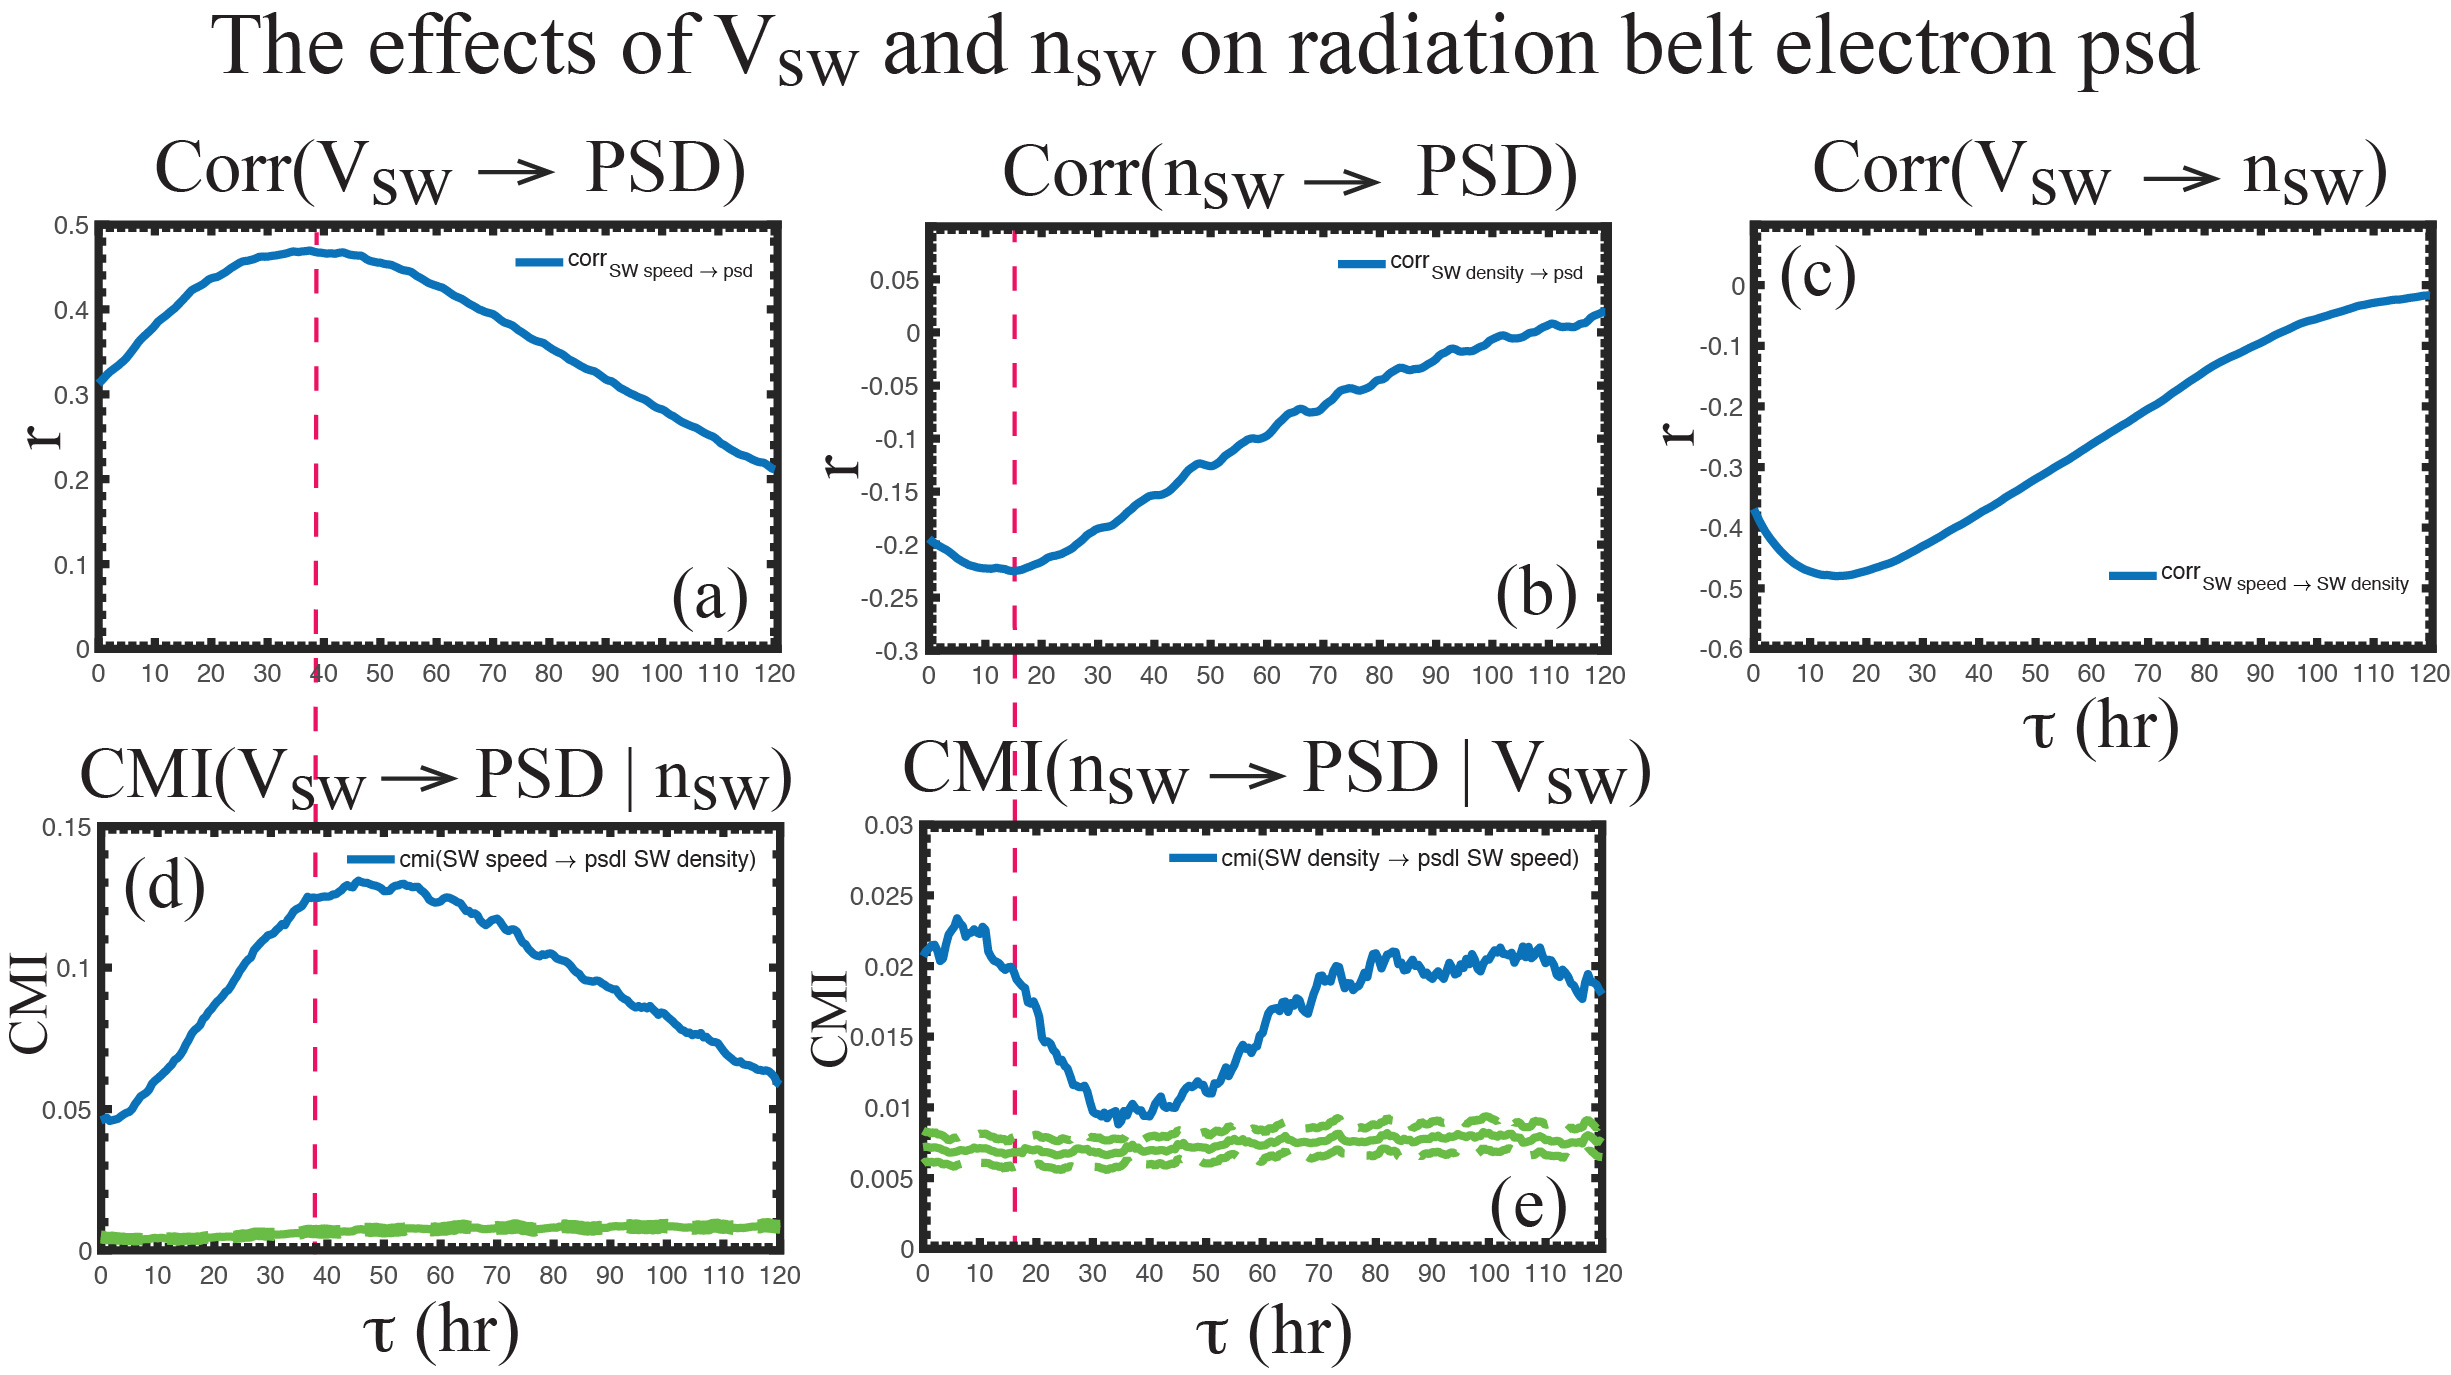 The effects of Vsw and nsw on radiation belt electron psd
Corr(Vsw → PSD)
Corr(nsw → PSD)
Corr(Vsw → nsw)
0.5
0.4
0.3
0.2
0.1
0
r
corr SW speed → psd
(a)
0 10 20 30 40 50 60 70 80 90 100 110 120
0.05
0
-0.05
-0.1
-0.15
-0.2
-0.25
-0.3
r
corr SW density → psd
(b)
0 10 20 30 40 50 60 70 80 90 100 110 120
(c)
0
-0.1
-0.2
-0.3
-0.4
-0.5
-0.6
r
corr SW speed → SW density
0 10 20 30 40 50 60 70 80 90 100 110 120
τ (hr)
CMI(Vsw → PSD | nsw)
CMI(nsw → PSD | Vsw)
0.15
0.1
0.05
0
CMI
(d)
cmi(SW speed → psdl SW density)
0 10 20 30 40 50 60 70 80 90 100 110 120
τ (hr)
0.03
0.025
0.02
0.015
0.01
0.005
0
CMI
cmi(SW density → psdl SW speed)
(e)
0 10 20 30 40 50 60 70 80 90 100 110 120
τ (hr)